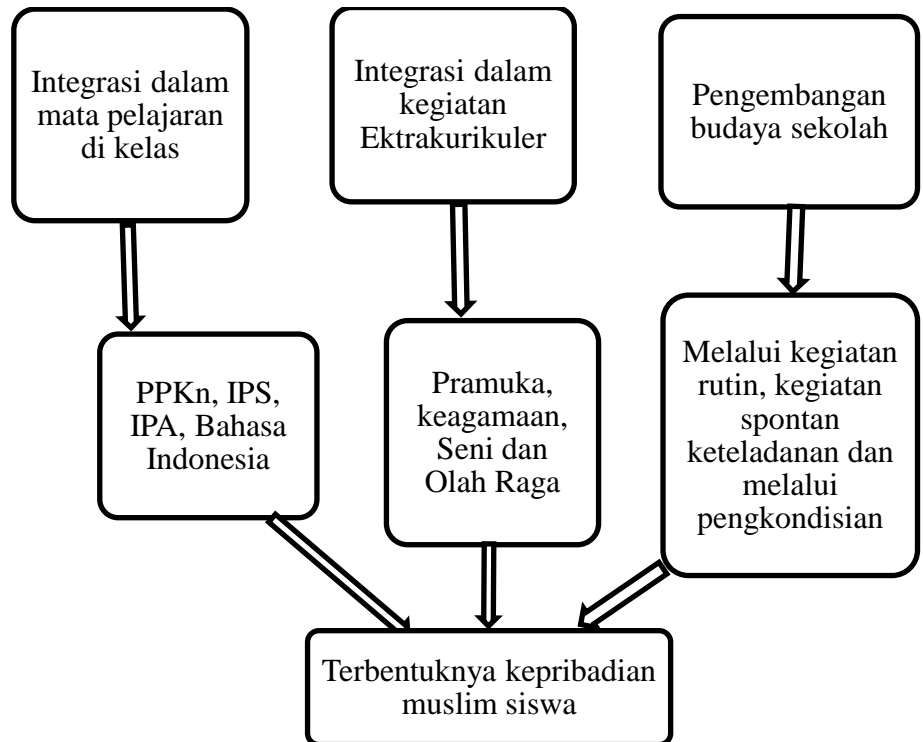 Integrasi dalam
mata pelajaran
di kelas
Integrasi dalam
kegiatan
Ektrakurikuler
Pengembangan
budaya sekolah
PPKn, IPS,
IPA, Bahasa
Indonesia
Pramuka,
keagamaan,
Seni dan
Olah Raga
Melalui kegiatan
rutin, kegiatan
spontan
keteladanan dan
melalui
pengkondisian
Terbentuknya kepribadian
muslim siswa